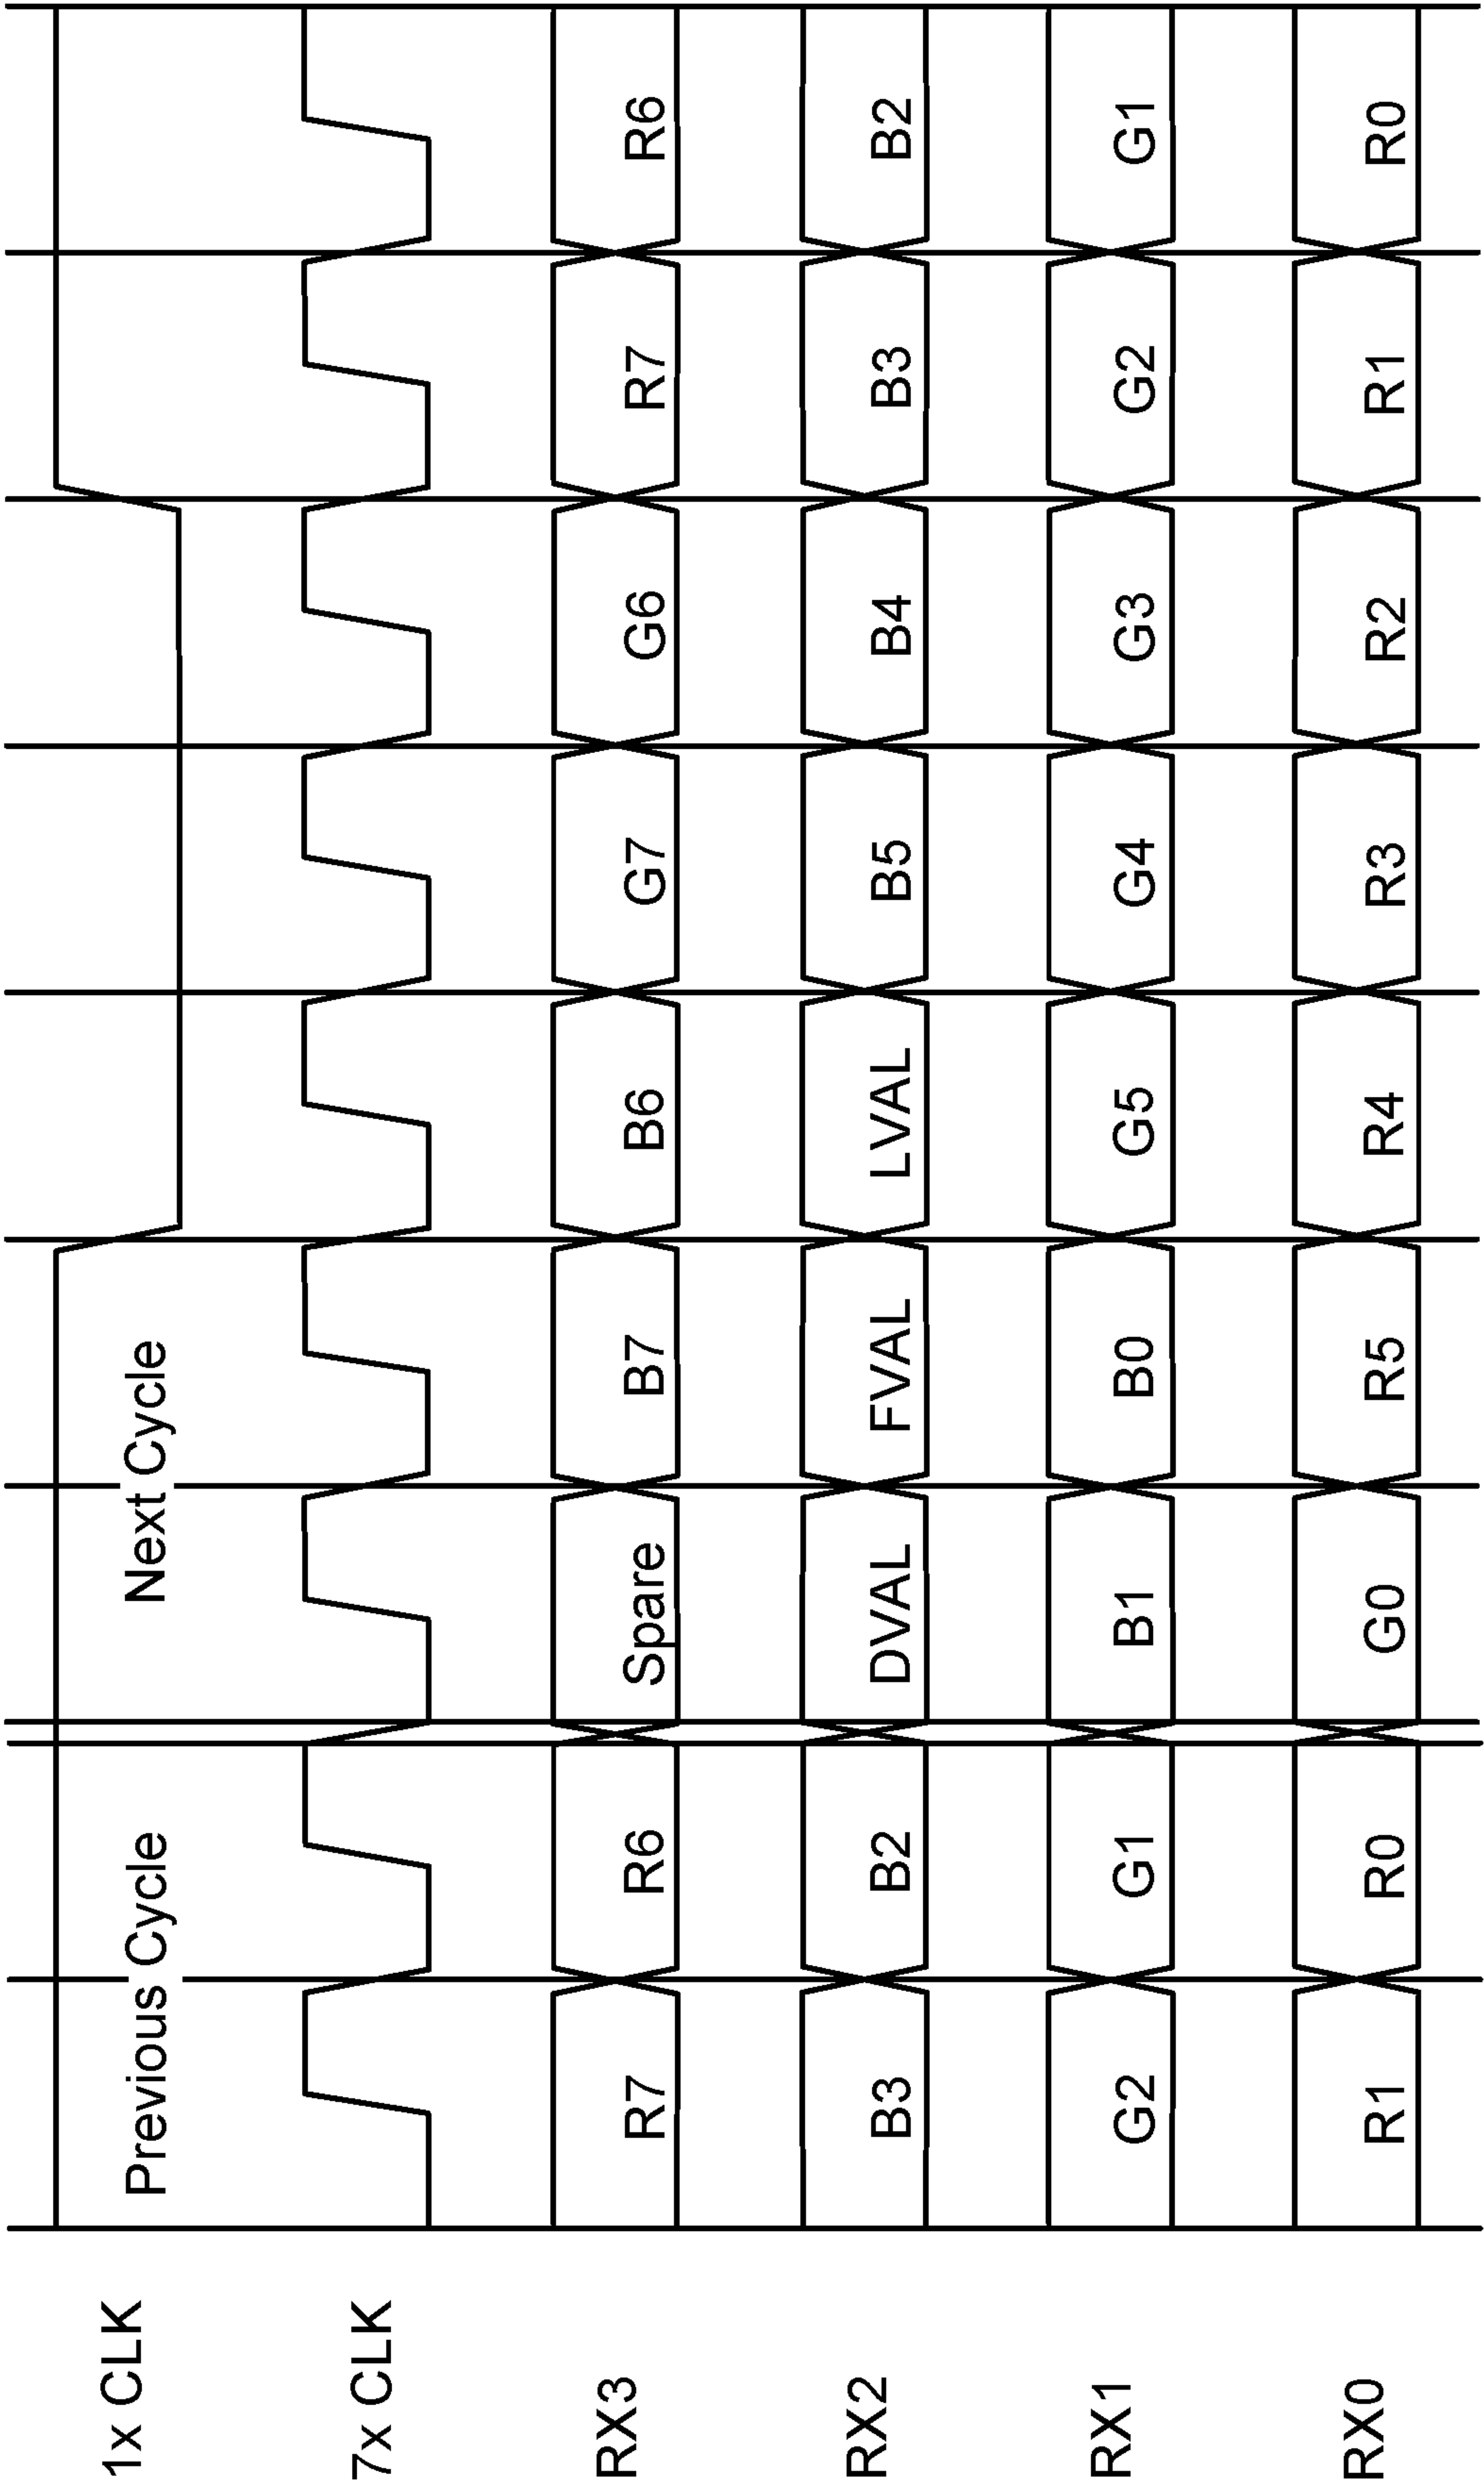 1x CLK
Previous Cycle Next Cycle
7x CLK
RX3 R7 R6 Spare B7 B6 G7 G6 R7 R6
RX2 B3 B2 DVAL FVAL LVAL B5 B4 B3 B2
RX1 G2 G1 B1 B0 G5 G4 G3 G2 G1
RX0 R1 R0 G0 R5 R4 R3 R2 R1 R0